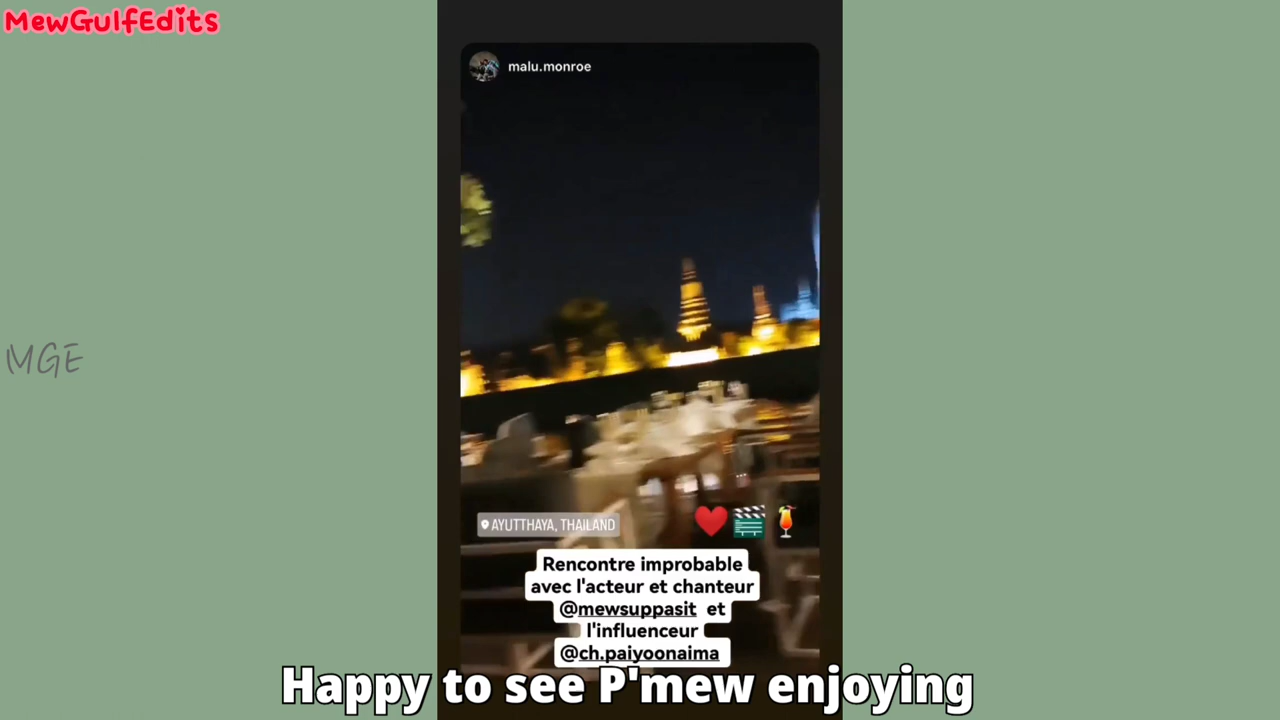 MewGulfEdits
malu.monroe
MGE
AYUTTHAYA, THAILAND
Rencontre improbable
avec l'acteur et chanteur
@mewsuppasit et
l'influenceur
@ch.paiyoonaima
Happy to see P'mew enjoying